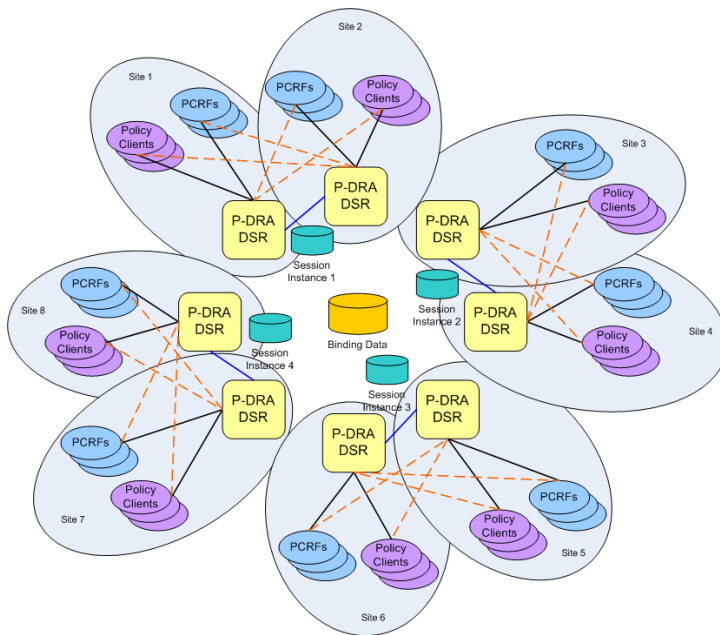 Site 1
PCRFs
Policy
Clients
P-DRA
DSR
Site 2
PCRFs
Policy
Clients
P-DRA
DSR
Session
Instance 1
Site 3
PCRFs
Policy
Clients
P-DRA
DSR
Session
Instance 2
PCRFs
P-DRA
DSR
Policy
Clients
Site 4
Site 8
PCRFs
Policy
Clients
P-DRA
DSR
Session
Instance 4
Binding Data
Session
Instance 3
P-DRA
DSR
PCRFs
Policy
Clients
Site 7
P-DRA
DSR
PCRFs
Policy
Clients
Site 6
P-DRA
DSR
PCRFs
Policy
Clients
Site 5